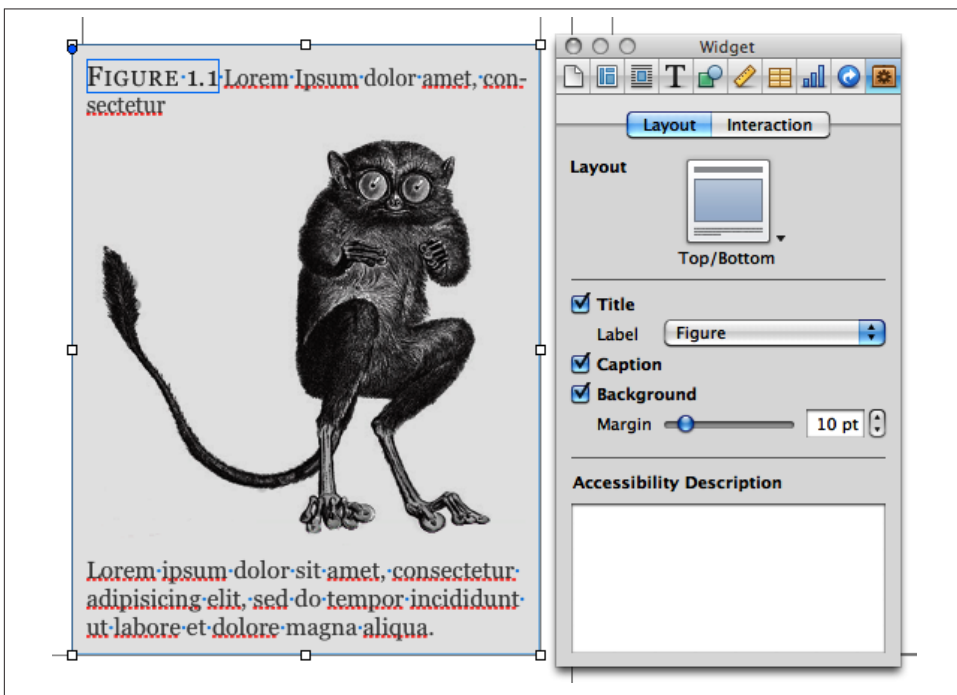 FIGURE 1.1 Lorem Ipsum dolor amet, con-
sectetur
Lorem ipsum dolor sit amet, consectetur
adipisicing elit, sed do tempor incididunt
ut labore et dolore magna aliqua.
Widget
T
Layout Interaction
Layout
Top/Bottom
Title
Label Figure
Caption
Background
Margin 10 pt
Accessibility Description